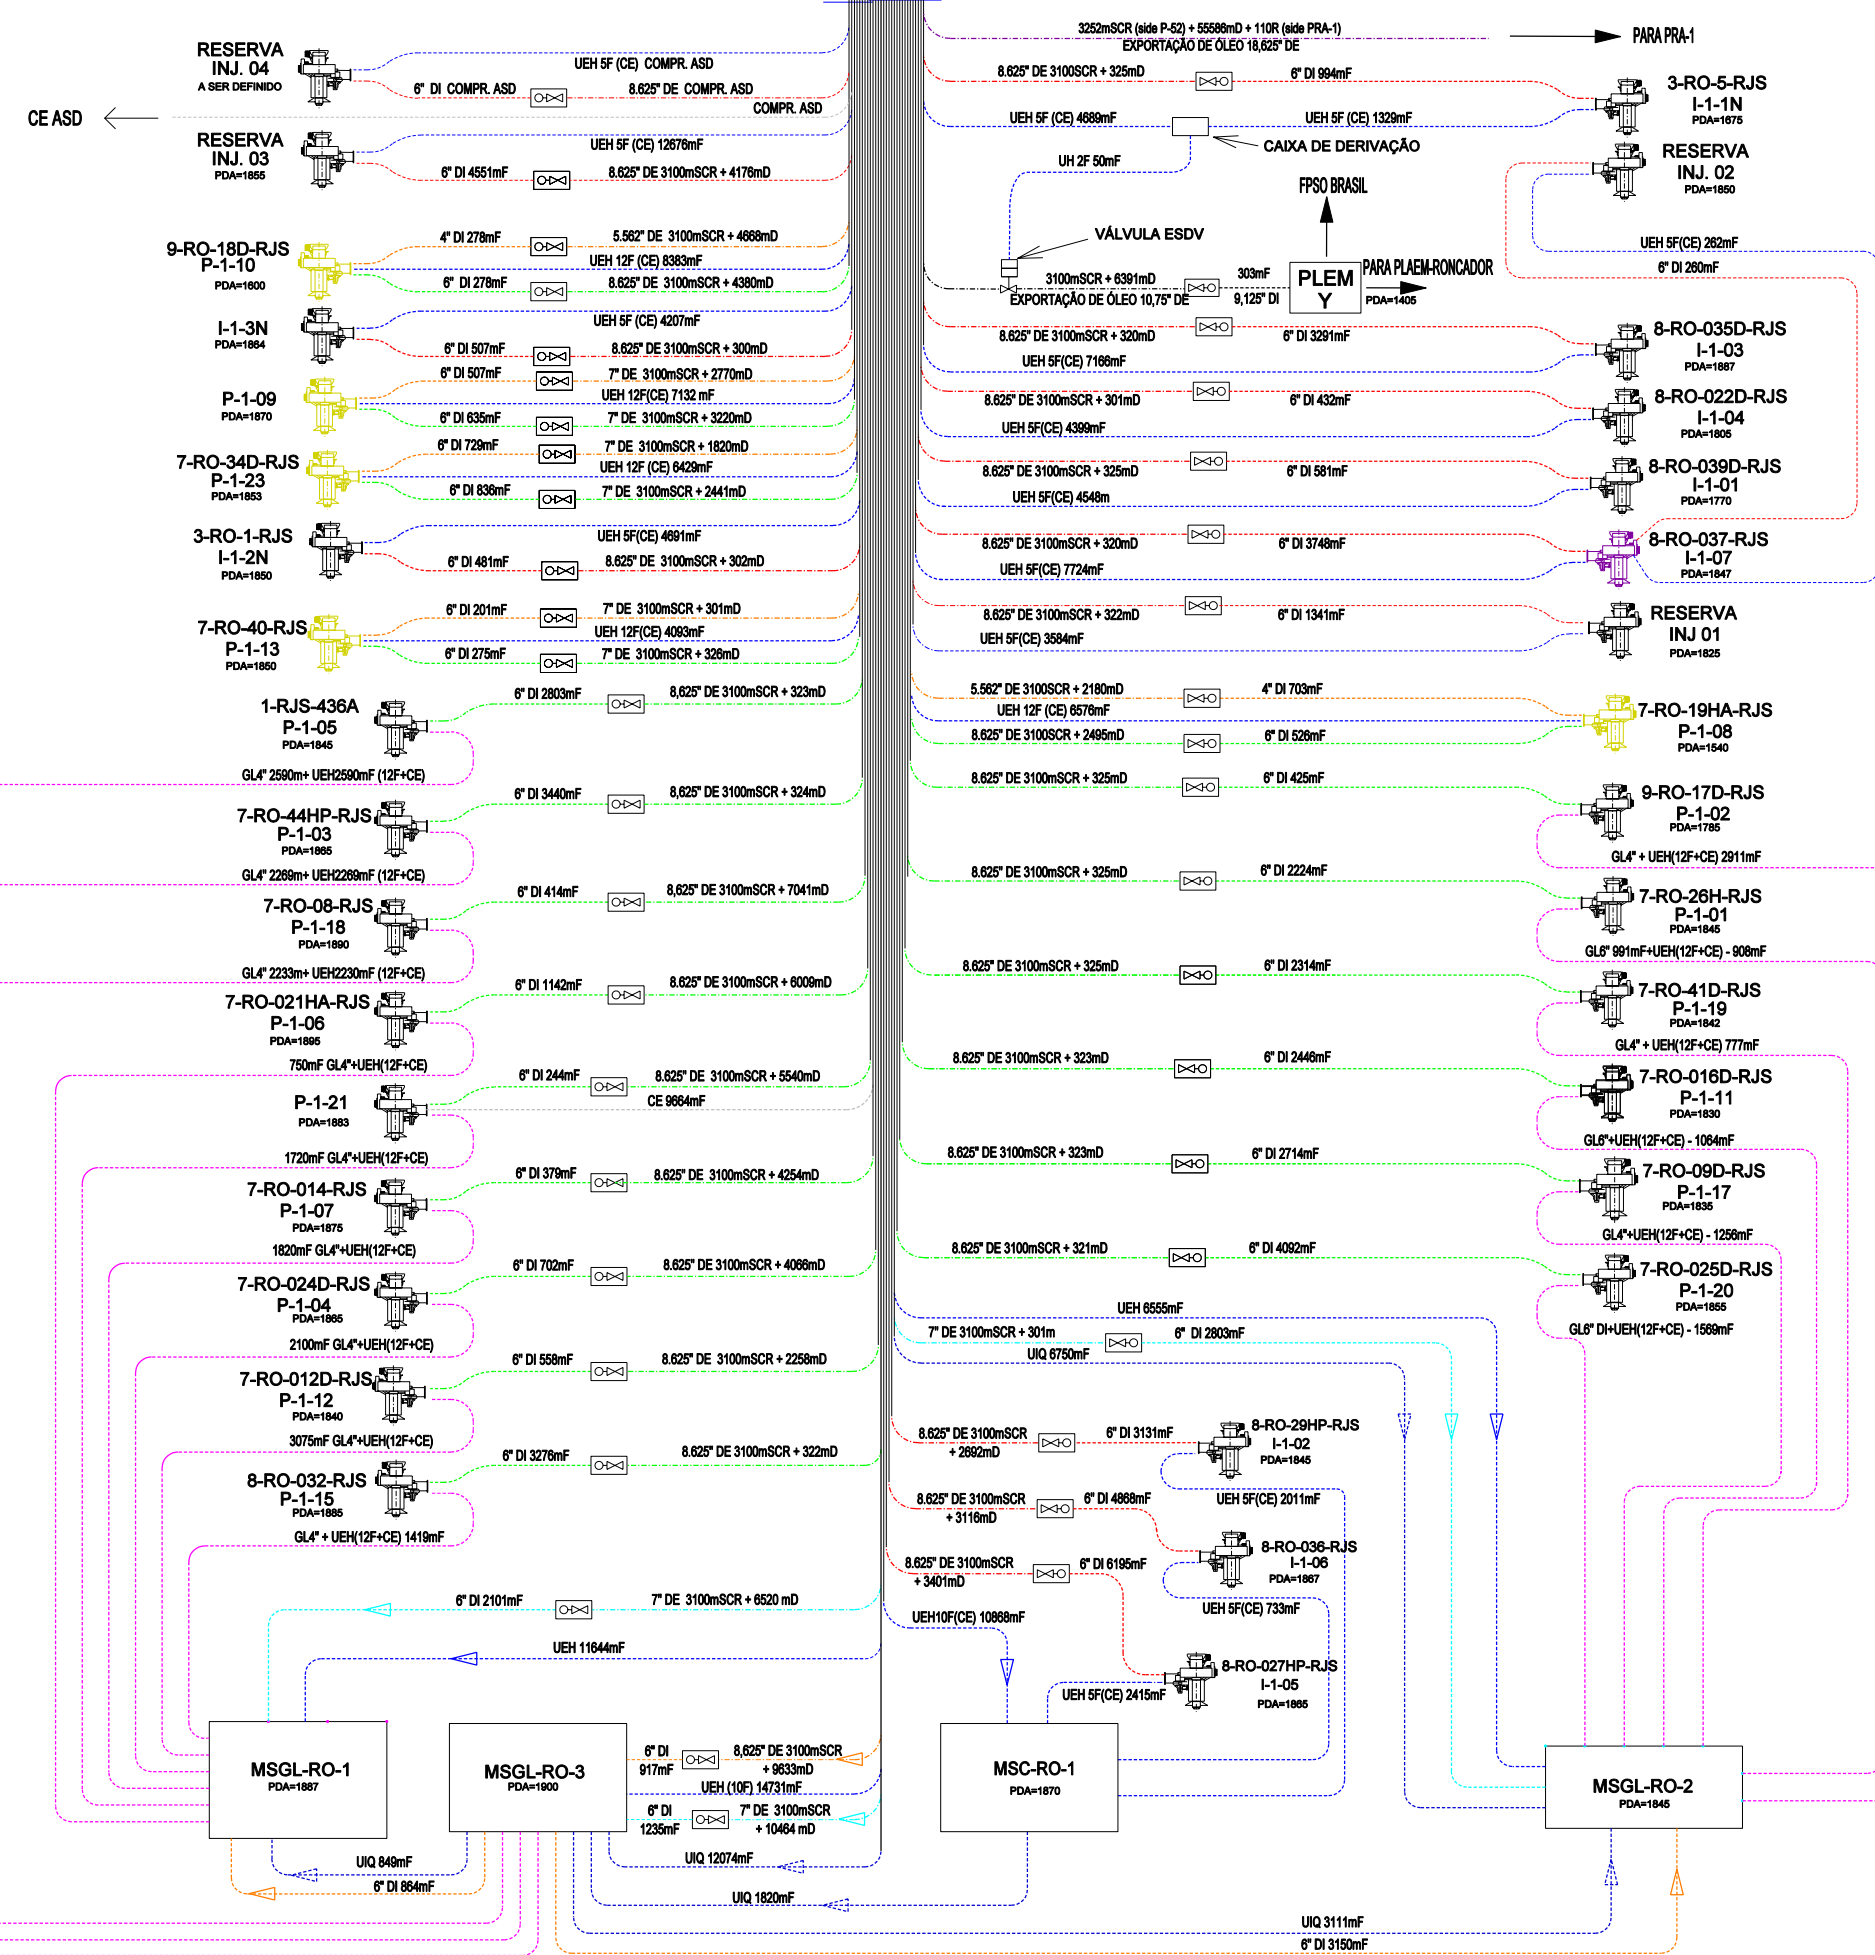 RESERVA
INJ. 04
A SER DEFINIDO
UEH 5F (CE) COMPR. ASD
6" DI COMPR. ASD
8.625" DE COMPR. ASD
COMPR. ASD
CE ASD
RESERVA
INJ. 03
PDA=1855
UEH 5F (CE) 12676mF
6" DI 4551mF
8.625" DE 3100mSCR + 4176mD
9-RO-18D-RJS
P-1-10
PDA=1600
4" DI 278mF
5.562" DE 3100mSCR + 4668mD
UEH 12F (CE) 8383mF
6" DI 278mF
8.625" DE 3100mSCR + 4380mD
I-1-3N
PDA=1864
UEH 5F (CE) 4207mF
6" DI 507mF
8.625" DE 3100mSCR + 300mD
P-1-09
PDA=1870
6" DI 507mF
7" DE 3100mSCR + 2770mD
UEH 12F(CE) 7132 mF
6" DI 635mF
7" DE 3100mSCR + 3220mD
7-RO-34D-RJS
P-1-23
PDA=1853
6" DI 729mF
7" DE 3100mSCR + 1820mD
UEH 12F (CE) 6429mF
6" DI 836mF
7" DE 3100mSCR + 2441mD
3-RO-1-RJS
I-1-2N
PDA=1850
UEH 5F(CE) 4691mF
6" DI 481mF
8.625" DE 3100mSCR + 302mD
7-RO-40-RJS
P-1-13
PDA=1850
6" DI 201mF
7" DE 3100mSCR + 301mD
UEH 12F(CE) 4093mF
6" DI 275mF
7" DE 3100mSCR + 326mD
1-RJS-436A
P-1-05
PDA=1845
6" DI 2803mF
8,625" DE 3100mSCR + 323mD
GL4" 2590m+ UEH2590mF (12F+CE)
7-RO-44HP-RJS
P-1-03
PDA=1865
6" DI 3440mF
8,625" DE 3100mSCR + 324mD
GL4" 2269m+ UEH2269mF (12F+CE)
7-RO-08-RJS
P-1-18
PDA=1890
6" DI 414mF
8,625" DE 3100mSCR + 7041mD
GL4" 2233m+ UEH2230mF (12F+CE)
7-RO-021HA-RJS
P-1-06
PDA=1895
6" DI 1142mF
8.625" DE 3100mSCR + 6009mD
750mF GL4"+UEH(12F+CE)
P-1-21
PDA=1883
6" DI 244mF
8.625" DE 3100mSCR + 5540mD
CE 9664mF
1720mF GL4"+UEH(12F+CE)
7-RO-014-RJS
P-1-07
PDA=1875
6" DI 379mF
8.625" DE 3100mSCR + 4254mD
1820mF GL4"+UEH(12F+CE)
7-RO-024D-RJS
P-1-04
PDA=1865
6" DI 702mF
8.625" DE 3100mSCR + 4066mD
2100mF GL4"+UEH(12F+CE)
7-RO-012D-RJS
P-1-12
PDA=1840
6" DI 558mF
8.625" DE 3100mSCR + 2258mD
3075mF GL4"+UEH(12F+CE)
8-RO-032-RJS
P-1-15
PDA=1885
6" DI 3276mF
8.625" DE 3100mSCR + 322mD
GL4" + UEH(12F+CE) 1419mF
6" DI 2101mF
7" DE 3100mSCR + 6520 mD
UEH 11644mF
MSGL-RO-1
PDA=1887
MSGL-RO-3
PDA=1900
6" DI
917mF
8,625" DE 3100mSCR
+ 9633mD
UEH (10F) 14731mF
6" DI
1235mF
7" DE 3100mSCR
+ 10464 mD
UIQ 849mF
6" DI 864mF
UIQ 12074mF
UIQ 1820mF
UIQ 3111mF
6" DI 3150mF
3252mSCR (side P-52) + 55586mD + 110R (side PRA-1)
EXPORTAÇÃO DE ÓLEO 18,625" DE
PARA PRA-1
8.625" DE 3100SCR + 325mD
6" DI 994mF
3-RO-5-RJS
I-1-1N
PDA=1675
UEH 5F (CE) 4689mF
UEH 5F (CE) 1329mF
CAIXA DE DERIVAÇÃO
UH 2F 50mF
RESERVA
INJ. 02
PDA=1850
UEH 5F(CE) 262mF
6" DI 260mF
FPSO BRASIL
VÁLVULA ESDV
3100mSCR + 6391mD
EXPORTAÇÃO DE ÓLEO 10,75" DE
303mF
9,125" DI
PLEM
Y
PARA PLAEM-RONCADOR
PDA=1405
8.625" DE 3100mSCR + 320mD
6" DI 3291mF
UEH 5F(CE) 7166mF
8-RO-035D-RJS
I-1-03
PDA=1887
8.625" DE 3100mSCR + 301mD
6" DI 432mF
UEH 5F(CE) 4399mF
8-RO-022D-RJS
I-1-04
PDA=1805
8.625" DE 3100mSCR + 325mD
6" DI 581mF
UEH 5F(CE) 4548m
8-RO-039D-RJS
I-1-01
PDA=1770
8.625" DE 3100mSCR + 320mD
6" DI 3748mF
UEH 5F(CE) 7724mF
8-RO-037-RJS
I-1-07
PDA=1847
8.625" DE 3100mSCR + 322mD
6" DI 1341mF
UEH 5F(CE) 3584mF
RESERVA
INJ 01
PDA=1825
5.562" DE 3100SCR + 2180mD
4" DI 703mF
UEH 12F (CE) 6576mF
8.625" DE 3100SCR + 2495mD
6" DI 526mF
7-RO-19HA-RJS
P-1-08
PDA=1540
8.625" DE 3100mSCR + 325mD
6" DI 425mF
9-RO-17D-RJS
P-1-02
PDA=1785
GL4" + UEH(12F+CE) 2911mF
8.625" DE 3100mSCR + 325mD
6" DI 2224mF
7-RO-26H-RJS
P-1-01
PDA=1845
GL6" 991mF+UEH(12F+CE) - 908mF
8.625" DE 3100mSCR + 325mD
6" DI 2314mF
7-RO-41D-RJS
P-1-19
PDA=1842
GL4" + UEH(12F+CE) 777mF
8.625" DE 3100mSCR + 323mD
6" DI 2446mF
7-RO-016D-RJS
P-1-11
PDA=1830
GL6"+UEH(12F+CE) - 1064mF
8.625" DE 3100mSCR + 323mD
6" DI 2714mF
7-RO-09D-RJS
P-1-17
PDA=1835
GL4"+UEH(12F+CE) - 1256mF
8.625" DE 3100mSCR + 321mD
6" DI 4092mF
7-RO-025D-RJS
P-1-20
PDA=1855
GL6" DI+UEH(12F+CE) - 1569mF
UEH 6555mF
7" DE 3100mSCR + 301m
6" DI 2803mF
UIQ 6750mF
8.625" DE 3100mSCR
+ 2692mD
6" DI 3131mF
8-RO-29HP-RJS
I-1-02
PDA=1845
UEH 5F(CE) 2011mF
8.625" DE 3100mSCR
+ 3116mD
6" DI 4868mF
8-RO-036-RJS
I-1-06
PDA=1867
UEH 5F(CE) 733mF
8.625" DE 3100mSCR
+ 3401mD
6" DI 6195mF
UEH10F(CE) 10868mF
8-RO-027HP-RJS
I-1-05
PDA=1865
UEH 5F(CE) 2415mF
MSC-RO-1
PDA=1870
MSGL-RO-2
PDA=1845